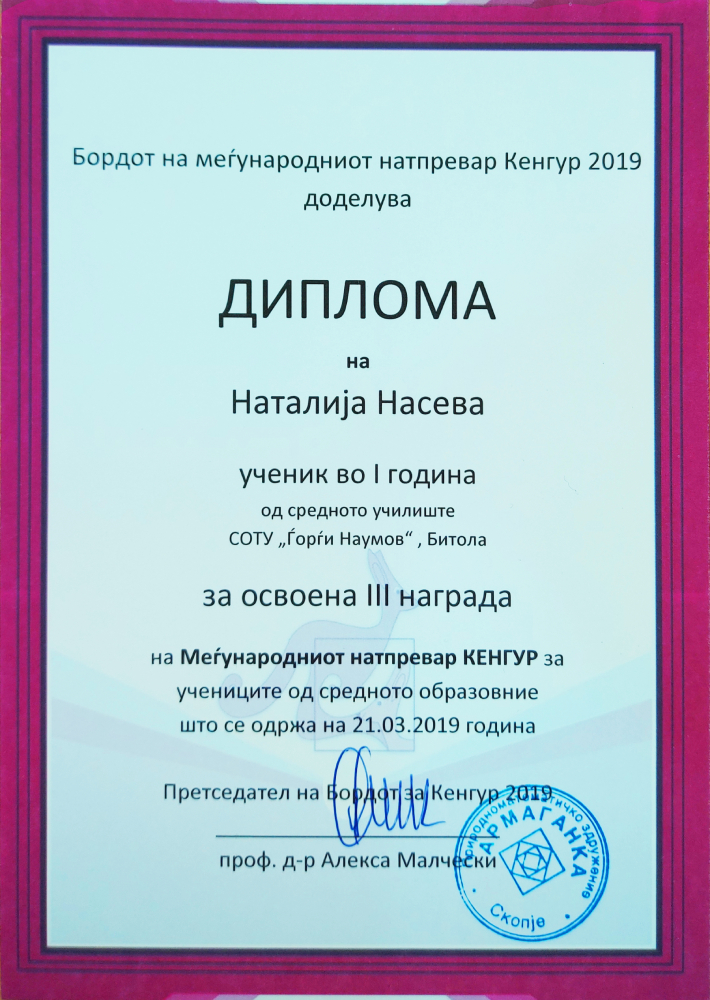 Бордот на меѓународниот натпревар Кенгур 2019
доделува
ДИПЛОМА
на
Наталија Насева
ученик во I година
од средното училиште
СОТУ „Ѓорѓи Наумов“ , Битола
за освоена III награда
на Меѓународниот натпревар КЕНГУР за
учениците од средното образовние
што се одржа на 21.03.2019 година
Претседател на Бордот за Кенгур 2019
проф. д-р Алекса Малчески
Природноматематичко здружение
АРМАГАНКА
Скопје